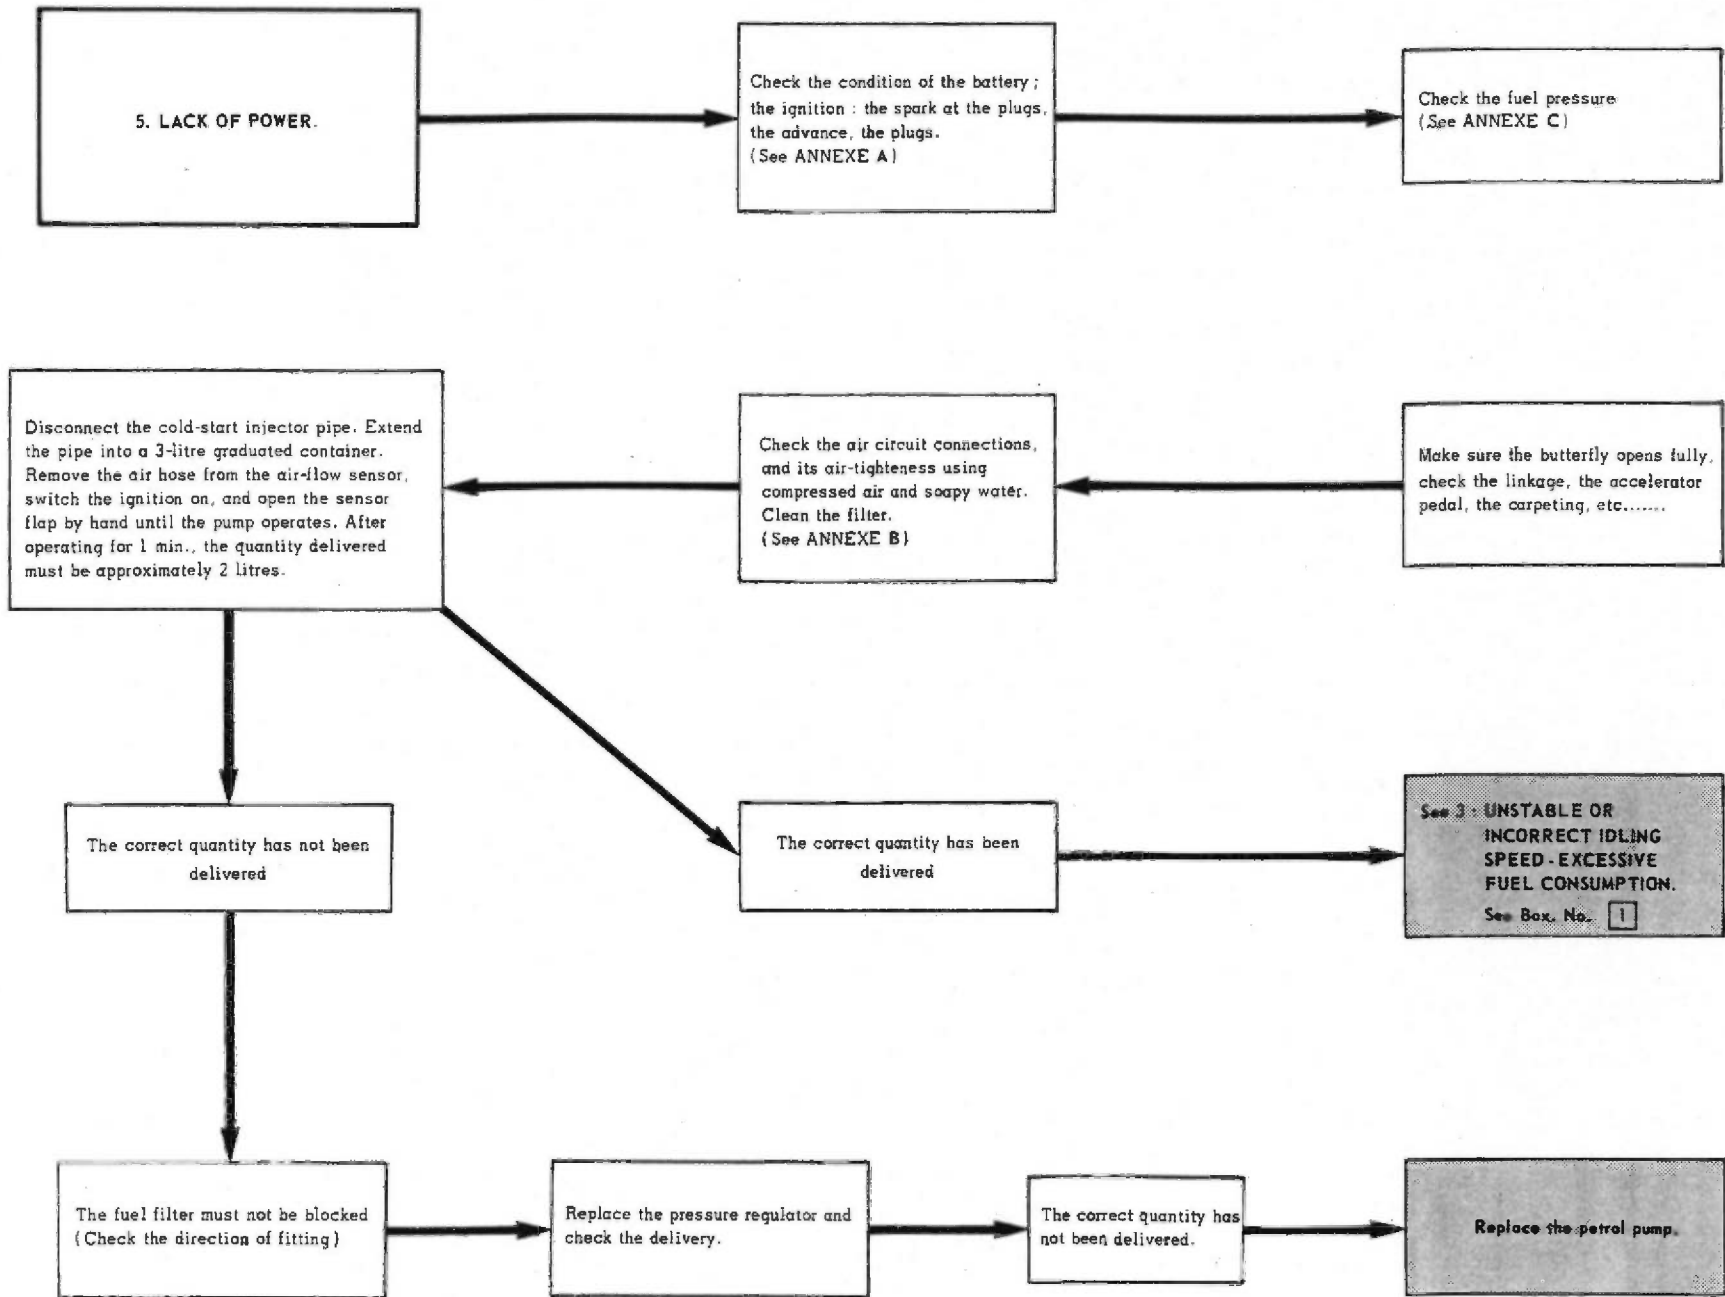 5. LACK OF POWER.
Check the condition of the battery ;
the ignition : the spark at the plugs,
the advance, the plugs.
(See ANNEXE A)
Check the fuel pressure
(See ANNEXE C)
Disconnect the cold-start injector pipe. Extend
the pipe into a 3-litre graduated container.
Remove the air hose from the air-flow sensor,
switch the ignition on, and open the sensor
flap by hand until the pump operates. After
operating for 1 min., the quantity delivered
must be approximately 2 litres.
Check the air circuit connections,
and its air-tighteness using
compressed air and soapy water.
Clean the filter.
(See ANNEXE B)
Make sure the butterfly opens fully,
check the linkage, the accelerator
pedal, the carpeting, etc.......
The correct quantity has not been
delivered
The correct quantity has been
delivered
See 3 : UNSTABLE OR
INCORRECT IDLING
SPEED - EXCESSIVE
FUEL CONSUMPTION.
See Box. No. 1
The fuel filter must not be blocked
(Check the direction of fitting)
Replace the pressure regulator and
check the delivery.
The correct quantity has
not been delivered.
Replace the petrol pump.